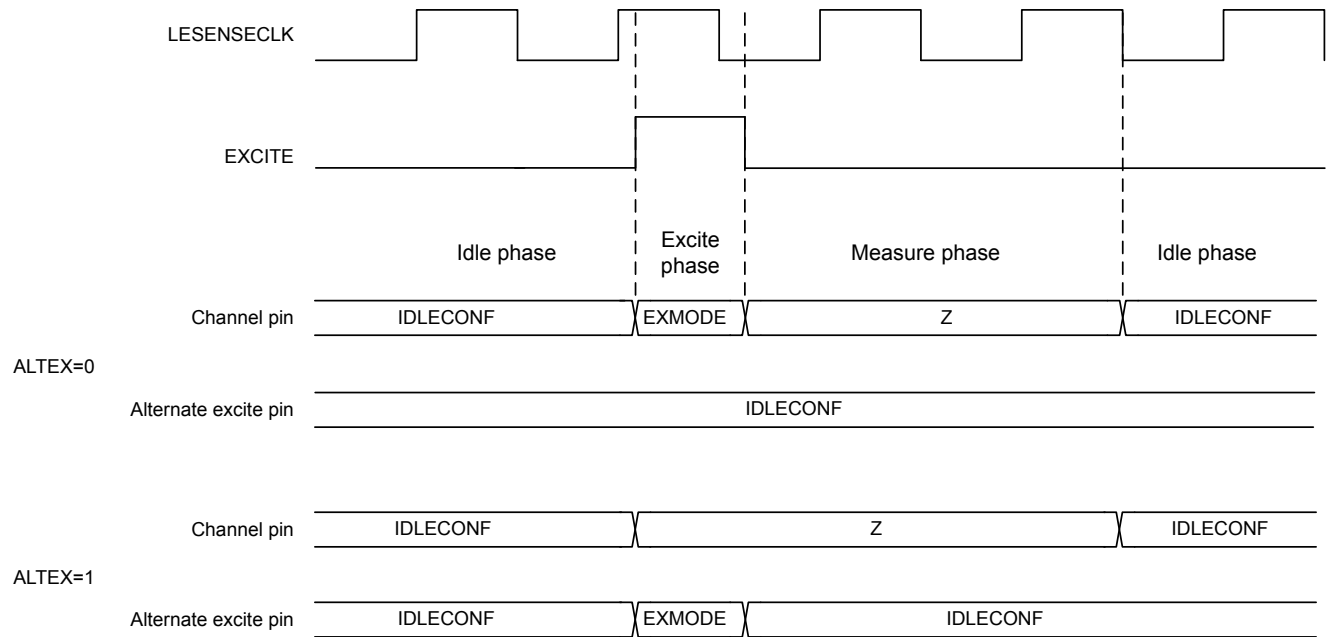 LESENSECLK
EXCITE
Idle phase
Excite
phase
Measure phase
Idle phase
Channel pin
IDLECONF
EXMODE
Z
IDLECONF
ALTEX=0
Alternate excite pin
IDLECONF
Channel pin
IDLECONF
Z
IDLECONF
ALTEX=1
Alternate excite pin
IDLECONF
EXMODE
IDLECONF